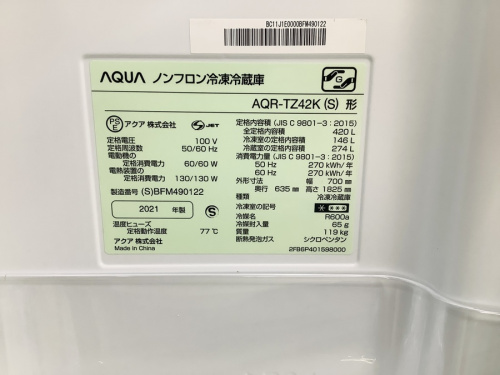 BC11J1E0000BFM490122
AQUA ノンフロン冷凍冷蔵庫
G
AQR-TZ42K (S) 形
PS
E
アクア 株式会社
S-JET
定格電圧 100 V
定格周波数 50/60 Hz
電動機の
定格消費電力 60/60 W
電熱装置の
定格消費電力 130/130 W
製造番号 (S)BFM490122
2021 年製
S
温度ヒューズ
定格動作温度 77℃
アクア 株式会社
Made in China
定格内容積 (JIS C 9801-3 : 2015)
全定格内容積 420 L
冷凍室の定格内容積 146 L
冷蔵室の定格内容積 274 L
消費電力量 (JIS C 9801-3 : 2015)
50 Hz 270 kWh/年
60 Hz 270 kWh/年
外形寸法 幅 700 mm
奥行 635 mm 高さ 1825 mm
種類 冷凍冷蔵庫
冷凍室の記号 ****
冷媒名 R600a
冷媒封入量 65 g
質量 119 kg
断熱発泡ガス シクロペンタン
2FB6P401S98000